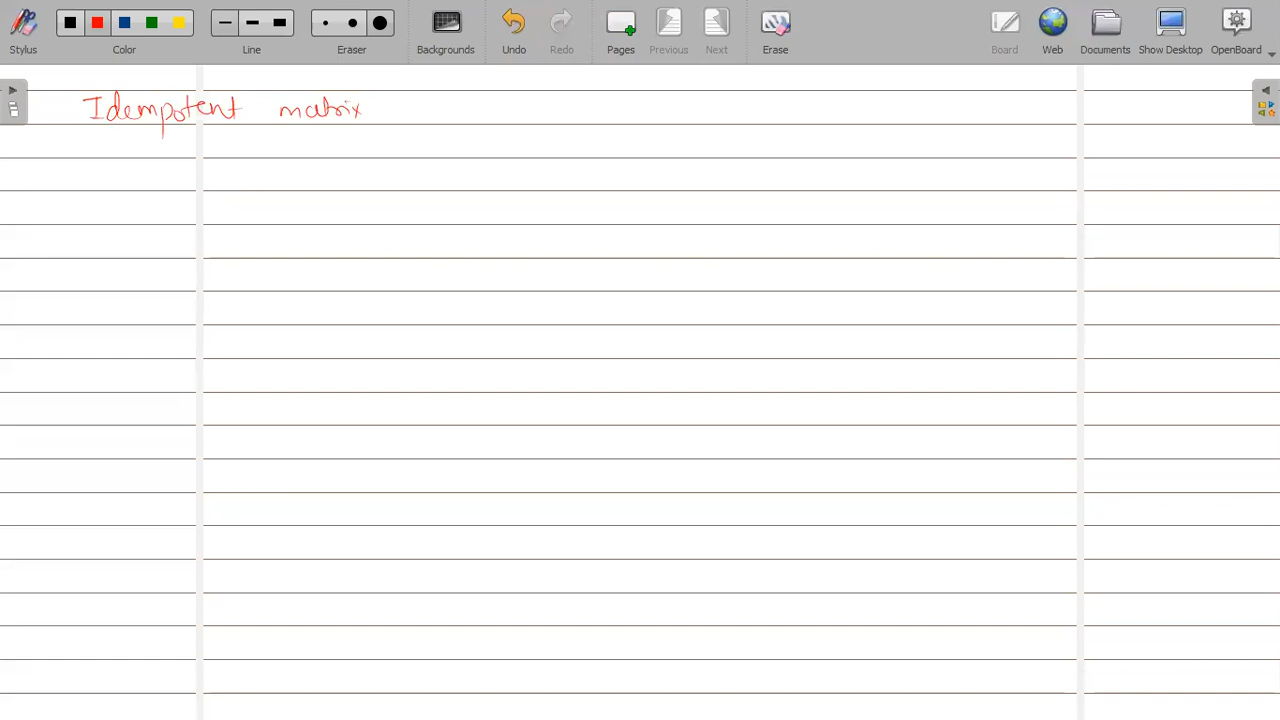 Stylus Color Line Eraser Backgrounds Undo Redo Pages Previous Next Erase Board Web Documents Show Desktop OpenBoard
Idempotent matrix